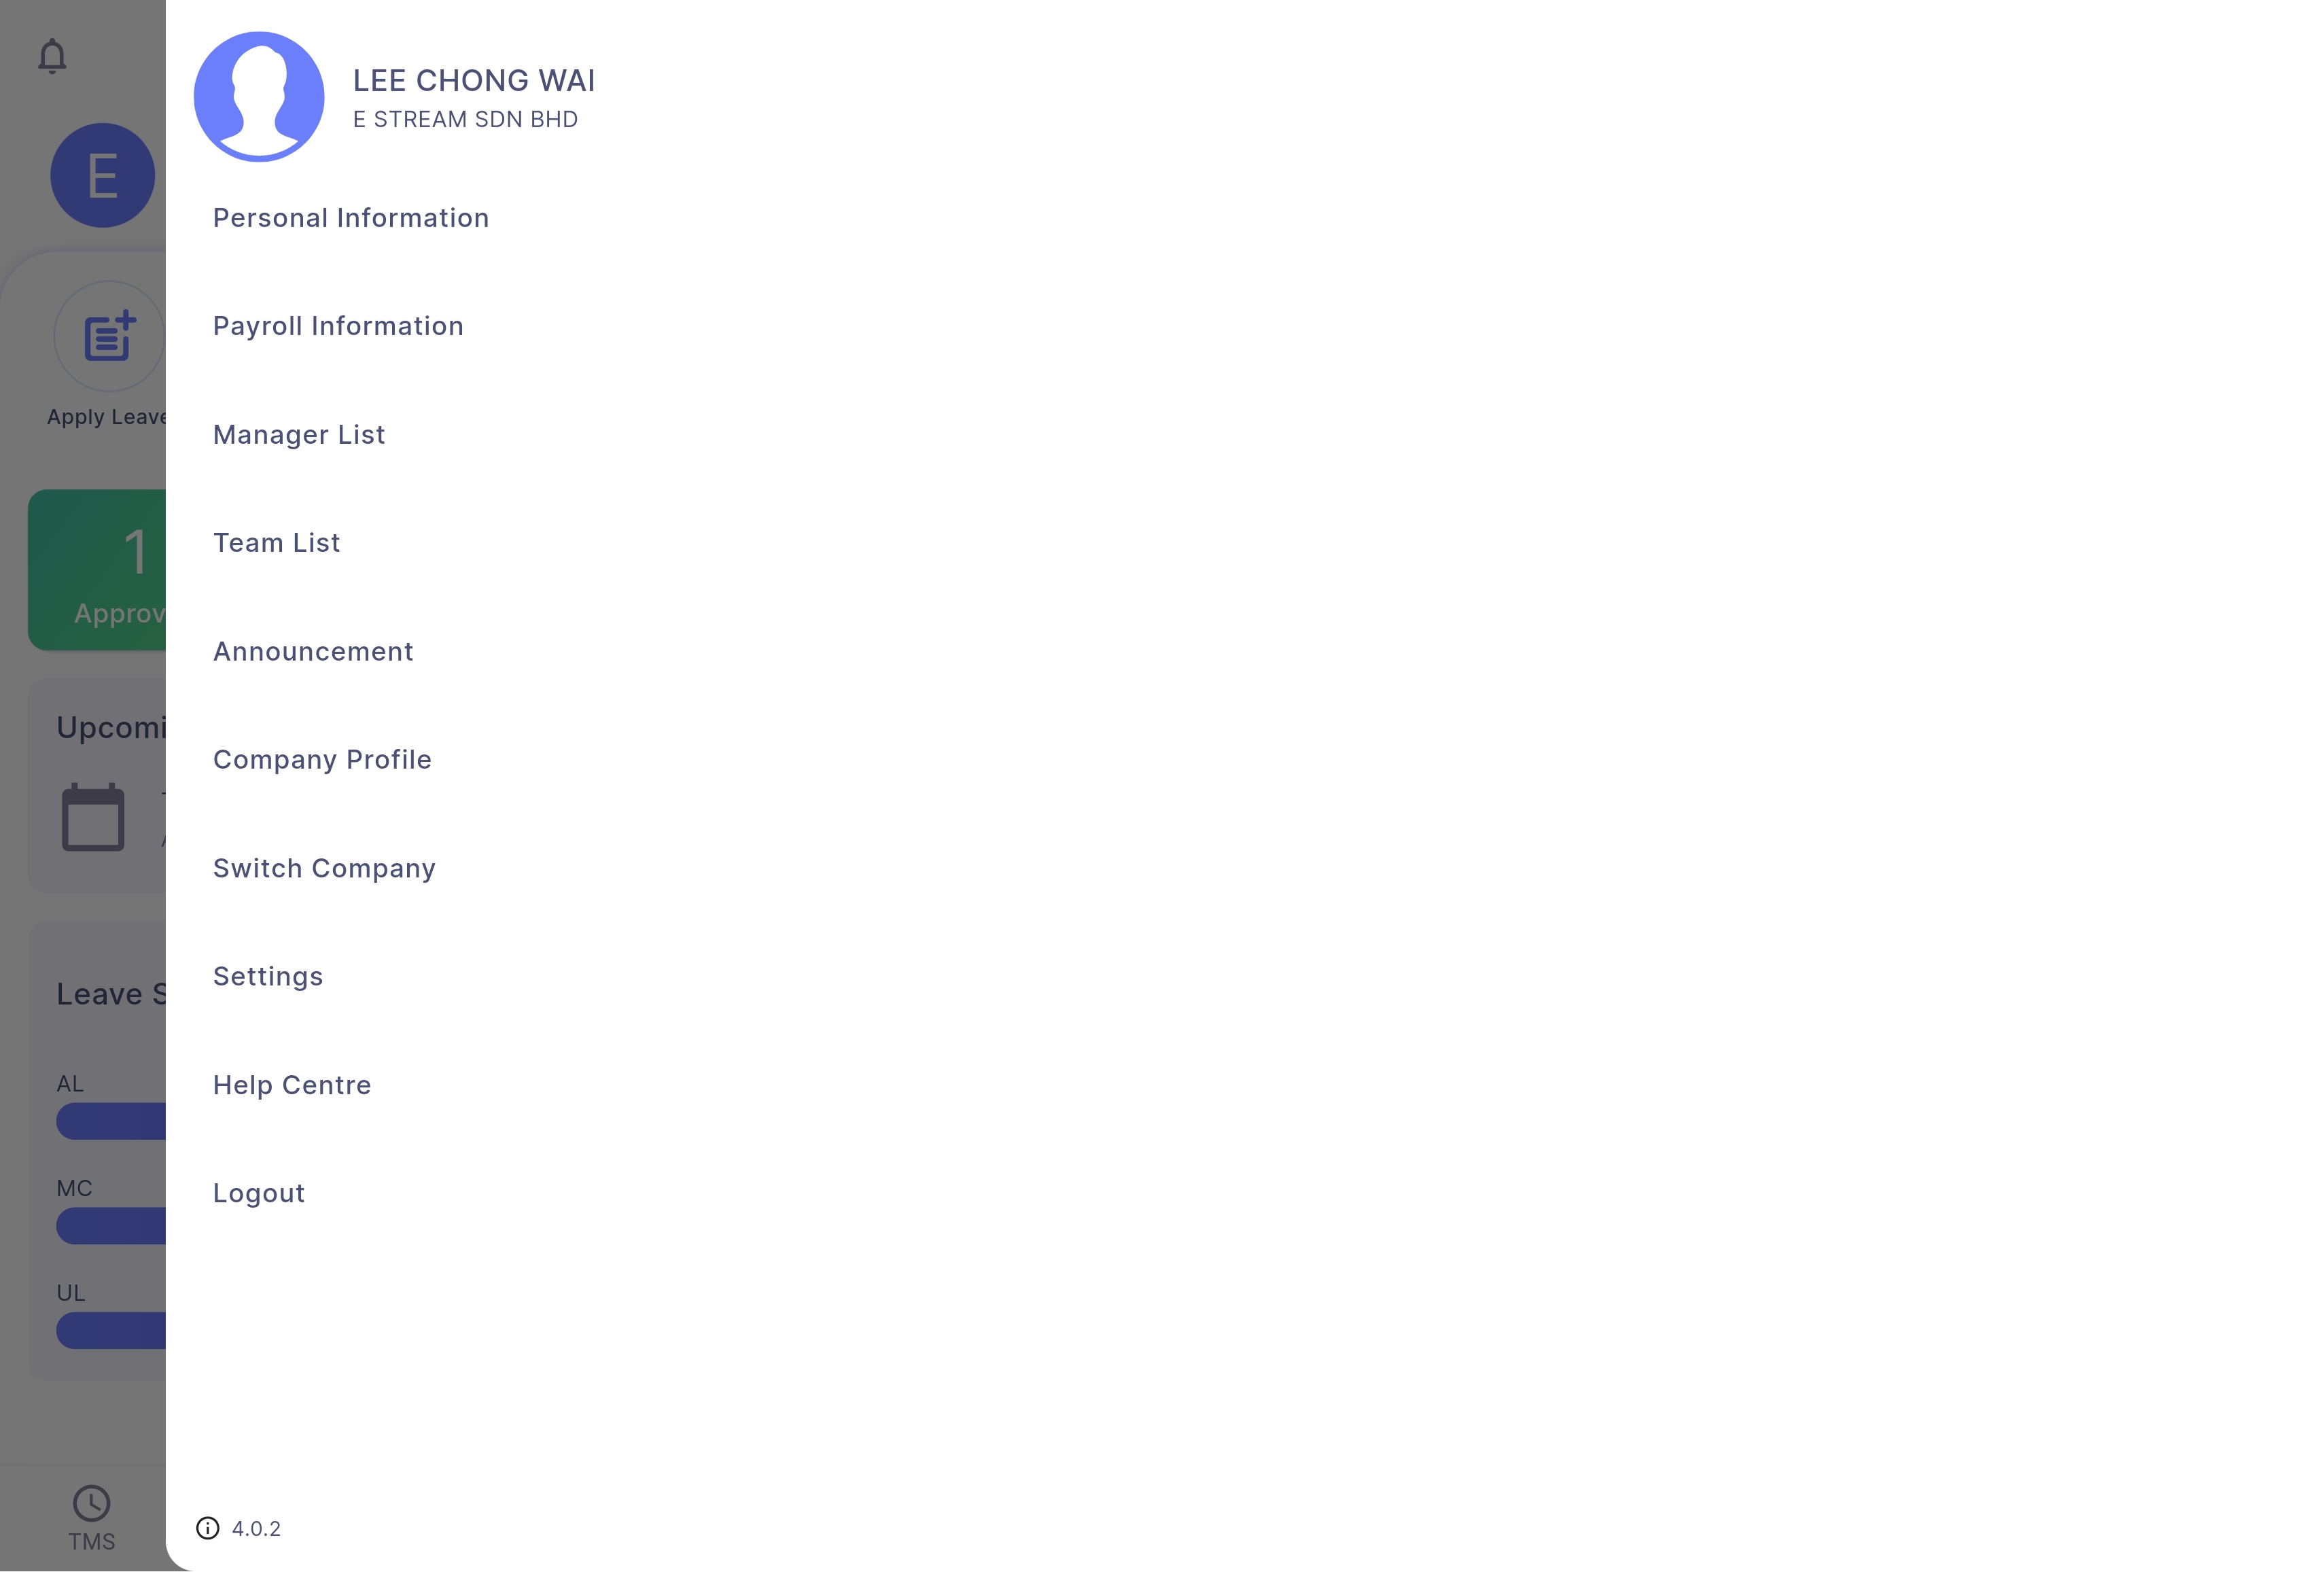 LEE CHONG WAI
E STREAM SDN BHD
E
Personal Information
Payroll Information
Apply Leave
Manager List
Team List
1
Approv
Announcement
Upcomi
Company Profile
Switch Company
Settings
Leave S
Help Centre
AL
MC
Logout
UL
4.0.2
TMS